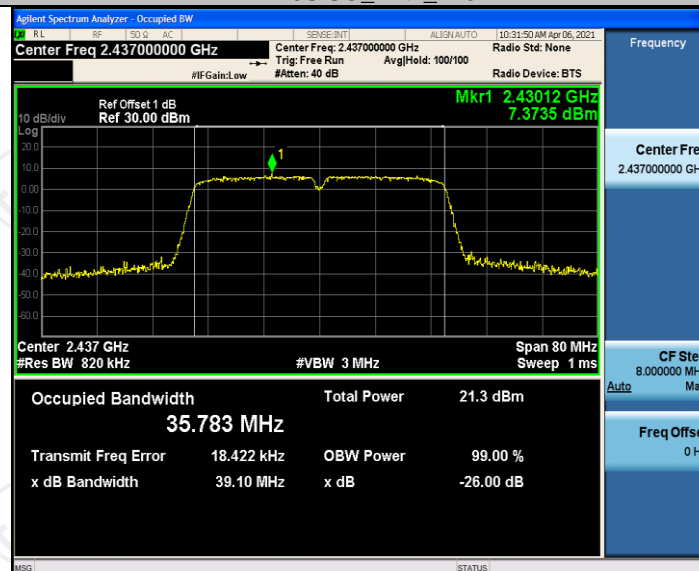 Agilent Spectrum Analyzer - Occupied BW
LXI RL RF 50 Ω AC SENSE:INT ALIGN AUTO 10:31:50 AM Apr 06, 2021
Center Freq 2.437000000 GHz
Center Freq: 2.437000000 GHz
Radio Std: None
Trig: Free Run Avg|Hold: 100/100
#IFGain:Low #Atten: 40 dB Radio Device: BTS
Ref Offset 1 dB
Mkr1 2.43012 GHz
10 dB/div Ref 30.00 dBm 7.3735 dBm
Log
20.0
1
10.0
0.00
-10.0
-20.0
-30.0
-40.0
-50.0
-60.0
Center 2.437 GHz Span 80 MHz
#Res BW 820 kHz #VBW 3 MHz Sweep 1 ms
Occupied Bandwidth Total Power 21.3 dBm
35.783 MHz
Transmit Freq Error 18.422 kHz OBW Power 99.00 %
x dB Bandwidth 39.10 MHz x dB -26.00 dB
MSG STATUS
Frequency
Center Fre
2.437000000 GH
CF Ste
8.000000 MH
Auto Ma
Freq Offse
0 H